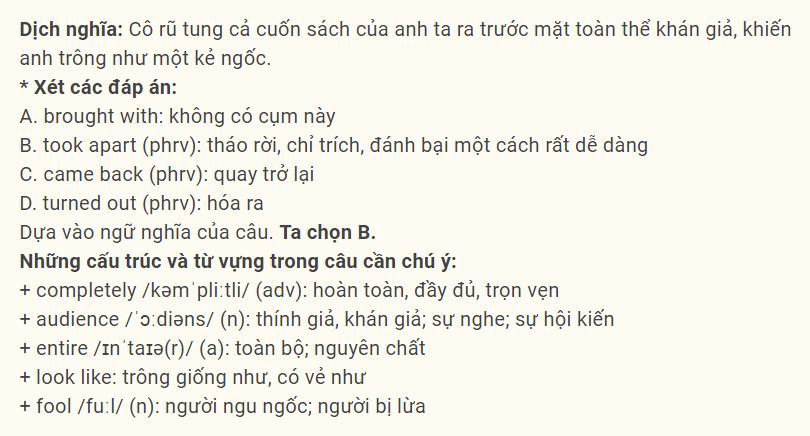 Dịch nghĩa: Cô rũ tung cả cuốn sách của anh ta ra trước mặt toàn thể khán giả, khiến
anh trông như một kẻ ngốc.
* Xét các đáp án:
A. brought with: không có cụm này
B. took apart (phrv): tháo rời, chỉ trích, đánh bại một cách rất dễ dàng
C. came back (phrv): quay trở lại
D. turned out (phrv): hóa ra
Dựa vào ngữ nghĩa của câu. Ta chọn B.
Những cấu trúc và từ vựng trong câu cần chú ý:
+ completely /kəmˈpliːtli/ (adv): hoàn toàn, đầy đủ, trọn vẹn
+ audience /ˈɔːdiəns/ (n): thính giả, khán giả; sự nghe; sự hội kiến
+ entire /ɪnˈtaɪə(r)/ (a): toàn bộ; nguyên chất
+ look like: trông giống như, có vẻ như
+ fool /fuːl/ (n): người ngu ngốc; người bị lừa